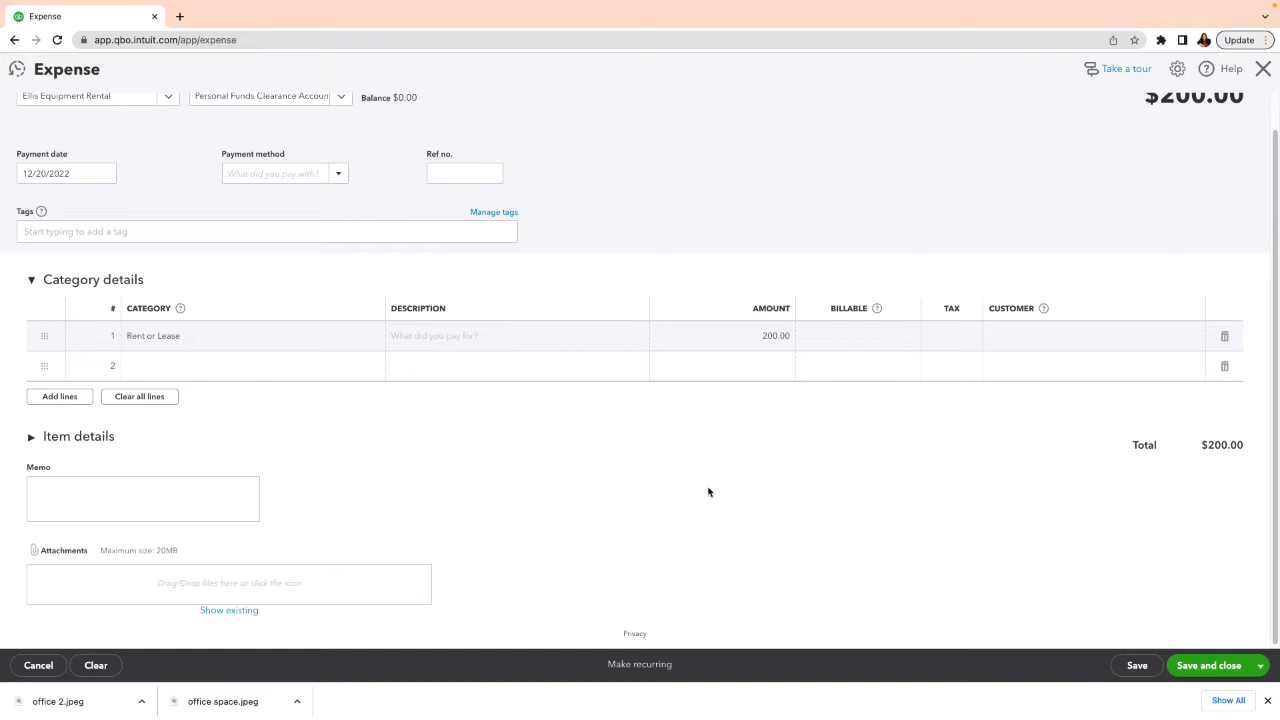 Expense
app.qbo.intuit.com/app/expense
Update
Expense
Take a tour
Help
Ellis Equipment Rental
Personal Funds Clearance Accoun
Balance $0.00
$200.00
Payment date
Payment method
Ref no.
12/20/2022
What did you pay with?
Tags
Manage tags
Start typing to add a tag
Category details
# CATEGORY DESCRIPTION AMOUNT BILLABLE TAX CUSTOMER
1 Rent or Lease What did you pay for? 200.00
2
Add lines
Clear all lines
Item details
Total $200.00
Memo
Attachments Maximum size: 20MB
Drag/Drop files here or click the icon
Show existing
Privacy
Cancel
Clear
Make recurring
Save
Save and close
office 2.jpeg
office space.jpeg
Show All